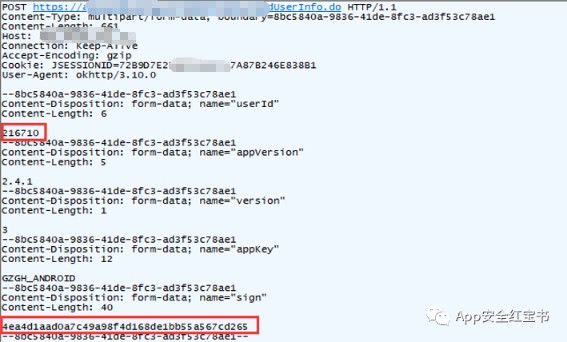 POST https:// dUserInfo.do HTTP/1.1
Content-Type: multipart/form-data; boundary=8bc5840a-9836-41de-8fc3-ad3f53c78ae1
Content-Length: 661
Host:
Connection: Keep-Alive
Accept-Encoding: gzip
Cookie: JSESSIONID=72B9D7E2 7A87B246E838B1
User-Agent: okhttp/3.10.0
--8bc5840a-9836-41de-8fc3-ad3f53c78ae1
Content-Disposition: form-data; name="userId"
Content-Length: 6
216710
--8bc5840a-9836-41de-8fc3-ad3f53c78ae1
Content-Disposition: form-data; name="appVersion"
Content-Length: 5
2.4.1
--8bc5840a-9836-41de-8fc3-ad3f53c78ae1
Content-Disposition: form-data; name="version"
Content-Length: 1
3
--8bc5840a-9836-41de-8fc3-ad3f53c78ae1
Content-Disposition: form-data; name="appKey"
Content-Length: 12
GZGH_ANDROID
--8bc5840a-9836-41de-8fc3-ad3f53c78ae1
Content-Disposition: form-data; name="sign"
Content-Length: 40
4ea4d1aad0a7c49a98f4d168de1bb55a567cd265
--8bc5840a-9836-41de-8fc3-ad3f53c78ae1--
App安全红宝书